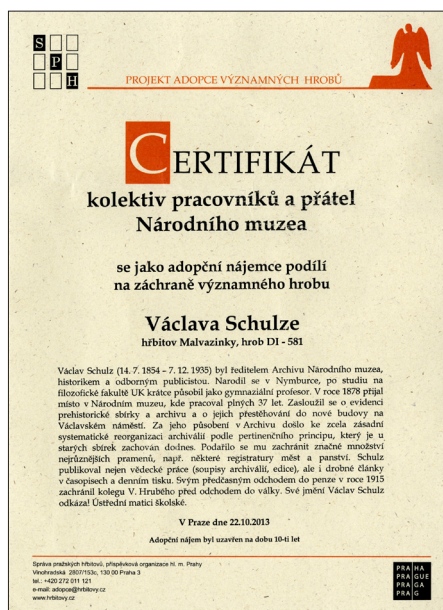 S
P
H
PROJEKT ADOPCE VÝZNAMNÝCH HROBŮ
CERTIFIKÁT
kolektiv pracovníků a přátel
Národního muzea
se jako adopční nájemce podílí
na záchraně významného hrobu
Václava Schulze
hřbitov Malvazinky, hrob DI - 581
Václav Schulz (14. 7. 1854 – 7. 12. 1935) byl ředitelem Archivu Národního muzea,
historikem a odborným publicistou. Narodil se v Nymburce, po studiu na
filozofické fakultě UK krátce působil jako gymnaziální profesor. V roce 1878 přijal
místo v Národním muzeu, kde pracoval plných 37 let. Zasloužil se o evidenci
prehistorické sbírky a archivu a o jejich přestěhování do nové budovy na
Václavském náměstí. Za jeho působení v Archivu došlo ke zcela zásadní
systematické reorganizaci archiválií podle pertinenčního principu, který je u
starých sbírek zachován dodnes. Podařilo se mu zachránit značné množství
nejrůznějších pramenů, např. některé registratury měst a panství. Schulz
publikoval nejen vědecké práce (soupisy archiválií, edice), ale i drobné články
v časopisech a denním tisku. Svým předčasným odchodem do penze v roce 1915
zachránil kolegu V. Hrubého před odchodem do války. Své jmění Václav Schulz
odkázal Ústřední matici školské.
V Praze dne 22.10.2013
Adopční nájem byl uzavřen na dobu 10-ti let
Správa pražských hřbitovů, příspěvková organizace hl. m. Prahy
Vinohradská 2807/153c, 130 00 Praha 3
tel.: +420 272 011 121
e-mail: adopce@hrbitovy.cz
www.hrbitovy.cz
PRA HA
PRA GUE
PRA GA
PRA G